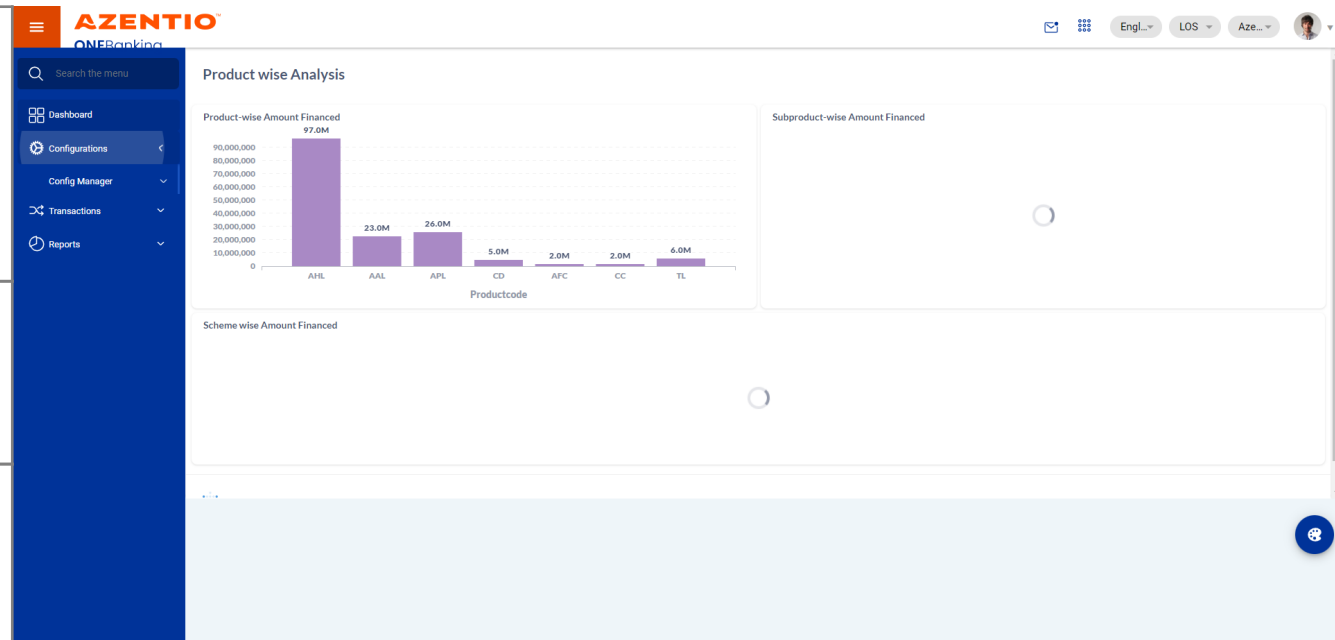 AZENTIO
ONEBanking
Engl...
LOS
Aze...
Search the menu
Dashboard
Configurations
Config Manager
Transactions
Reports
Product wise Analysis
Product-wise Amount Financed
97.0M
90,000,000
80,000,000
70,000,000
60,000,000
50,000,000
40,000,000
30,000,000
20,000,000
10,000,000
0
23.0M
26.0M
5.0M
2.0M
2.0M
6.0M
AHL AAL APL CD AFC CC TL
Productcode
Subproduct-wise Amount Financed
Scheme wise Amount Financed